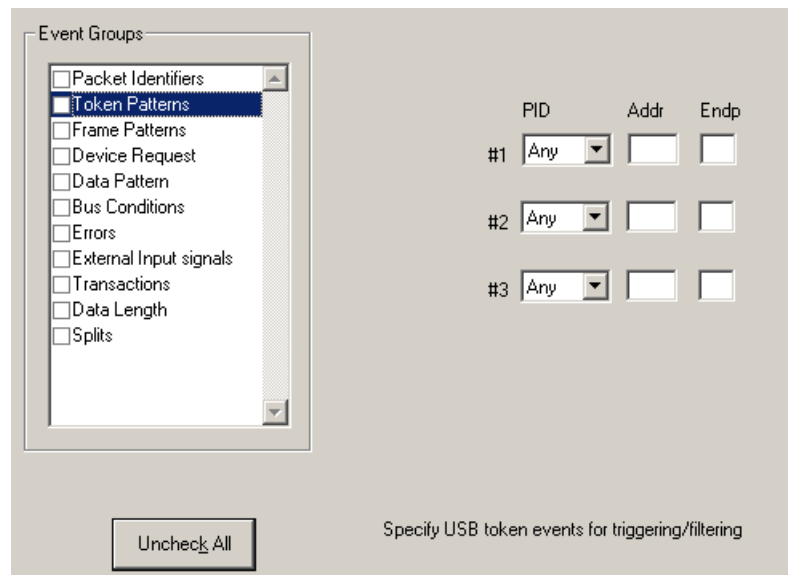 Event Groups
Packet Identifiers
Token Patterns
Frame Patterns
Device Request
Data Pattern
Bus Conditions
Errors
External Input signals
Transactions
Data Length
Splits
Uncheck All
PID Addr Endp
#1 Any
#2 Any
#3 Any
Specify USB token events for triggering/filtering